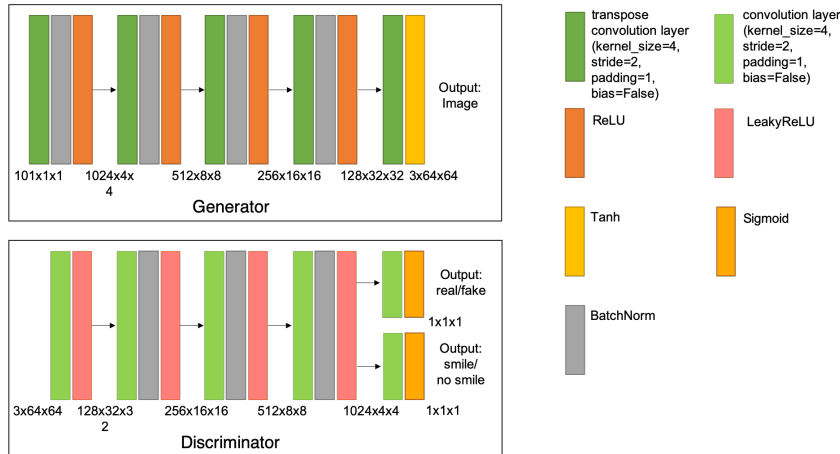 Output:
Image
101x1x1
1024x4x
4
512x8x8
256x16x16
128x32x32
3x64x64
Generator
Output:
real/fake
1x1x1
Output:
smile/
no smile
3x64x64
128x32x3
2
256x16x16
512x8x8
1024x4x4
1x1x1
Discriminator
transpose
convolution layer
(kernel_size=4,
stride=2,
padding=1,
bias=False)
convolution layer
(kernel_size=4,
stride=2,
padding=1,
bias=False)
ReLU
LeakyReLU
Tanh
Sigmoid
BatchNorm